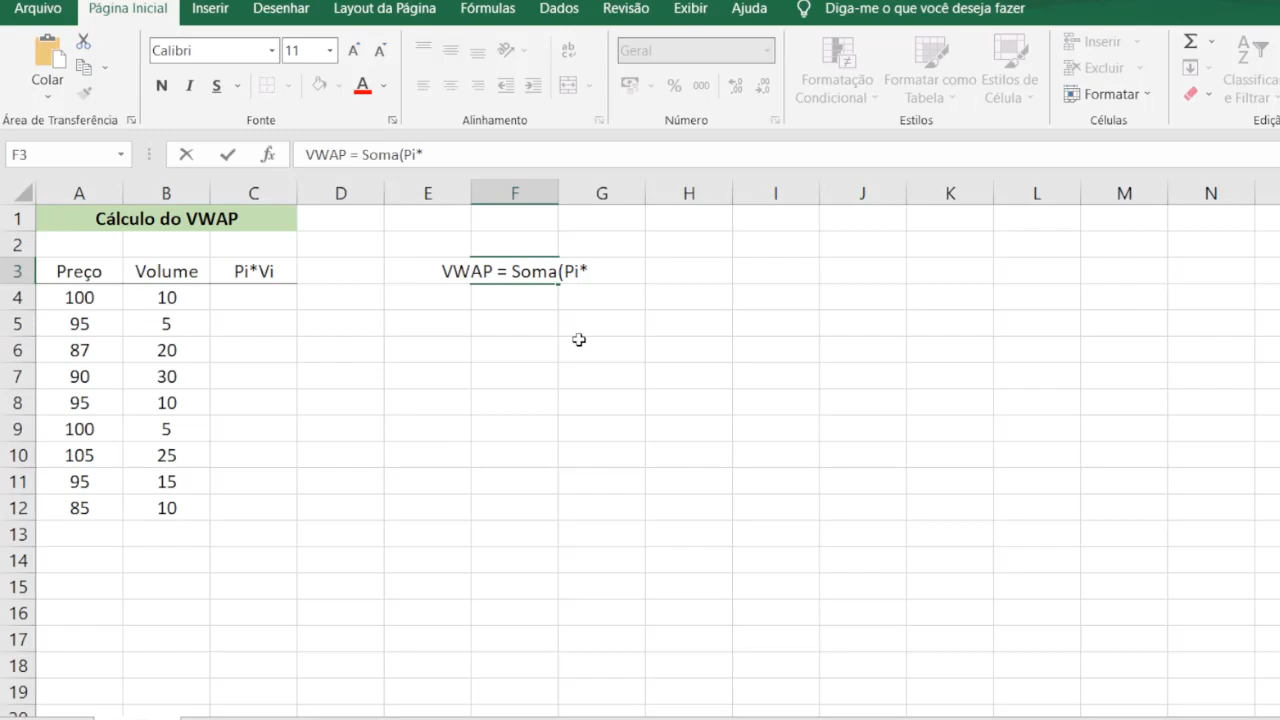 Arquivo Página Inicial Inserir Desenhar Layout da Página Fórmulas Dados Revisão Exibir Ajuda Diga-me o que você deseja fazer
Colar
Área de Transferência
Calibri 11
N I S A
Fonte
ab
Alinhamento
Geral
% 000
Número
Formatação Condicional
Formatar como Tabela
Estilos de Célula
Estilos
Inserir
Excluir
Formatar
Células
Σ
A Z
Classifica
e Filtrar
Ediç
F3 fx VWAP = Soma(Pi*
A B C D E F G H I J K L M N
1 Cálculo do VWAP
2
3 Preço Volume Pi*Vi VWAP = Soma(Pi*
4 100 10
5 95 5
6 87 20
7 90 30
8 95 10
9 100 5
10 105 25
11 95 15
12 85 10
13
14
15
16
17
18
19